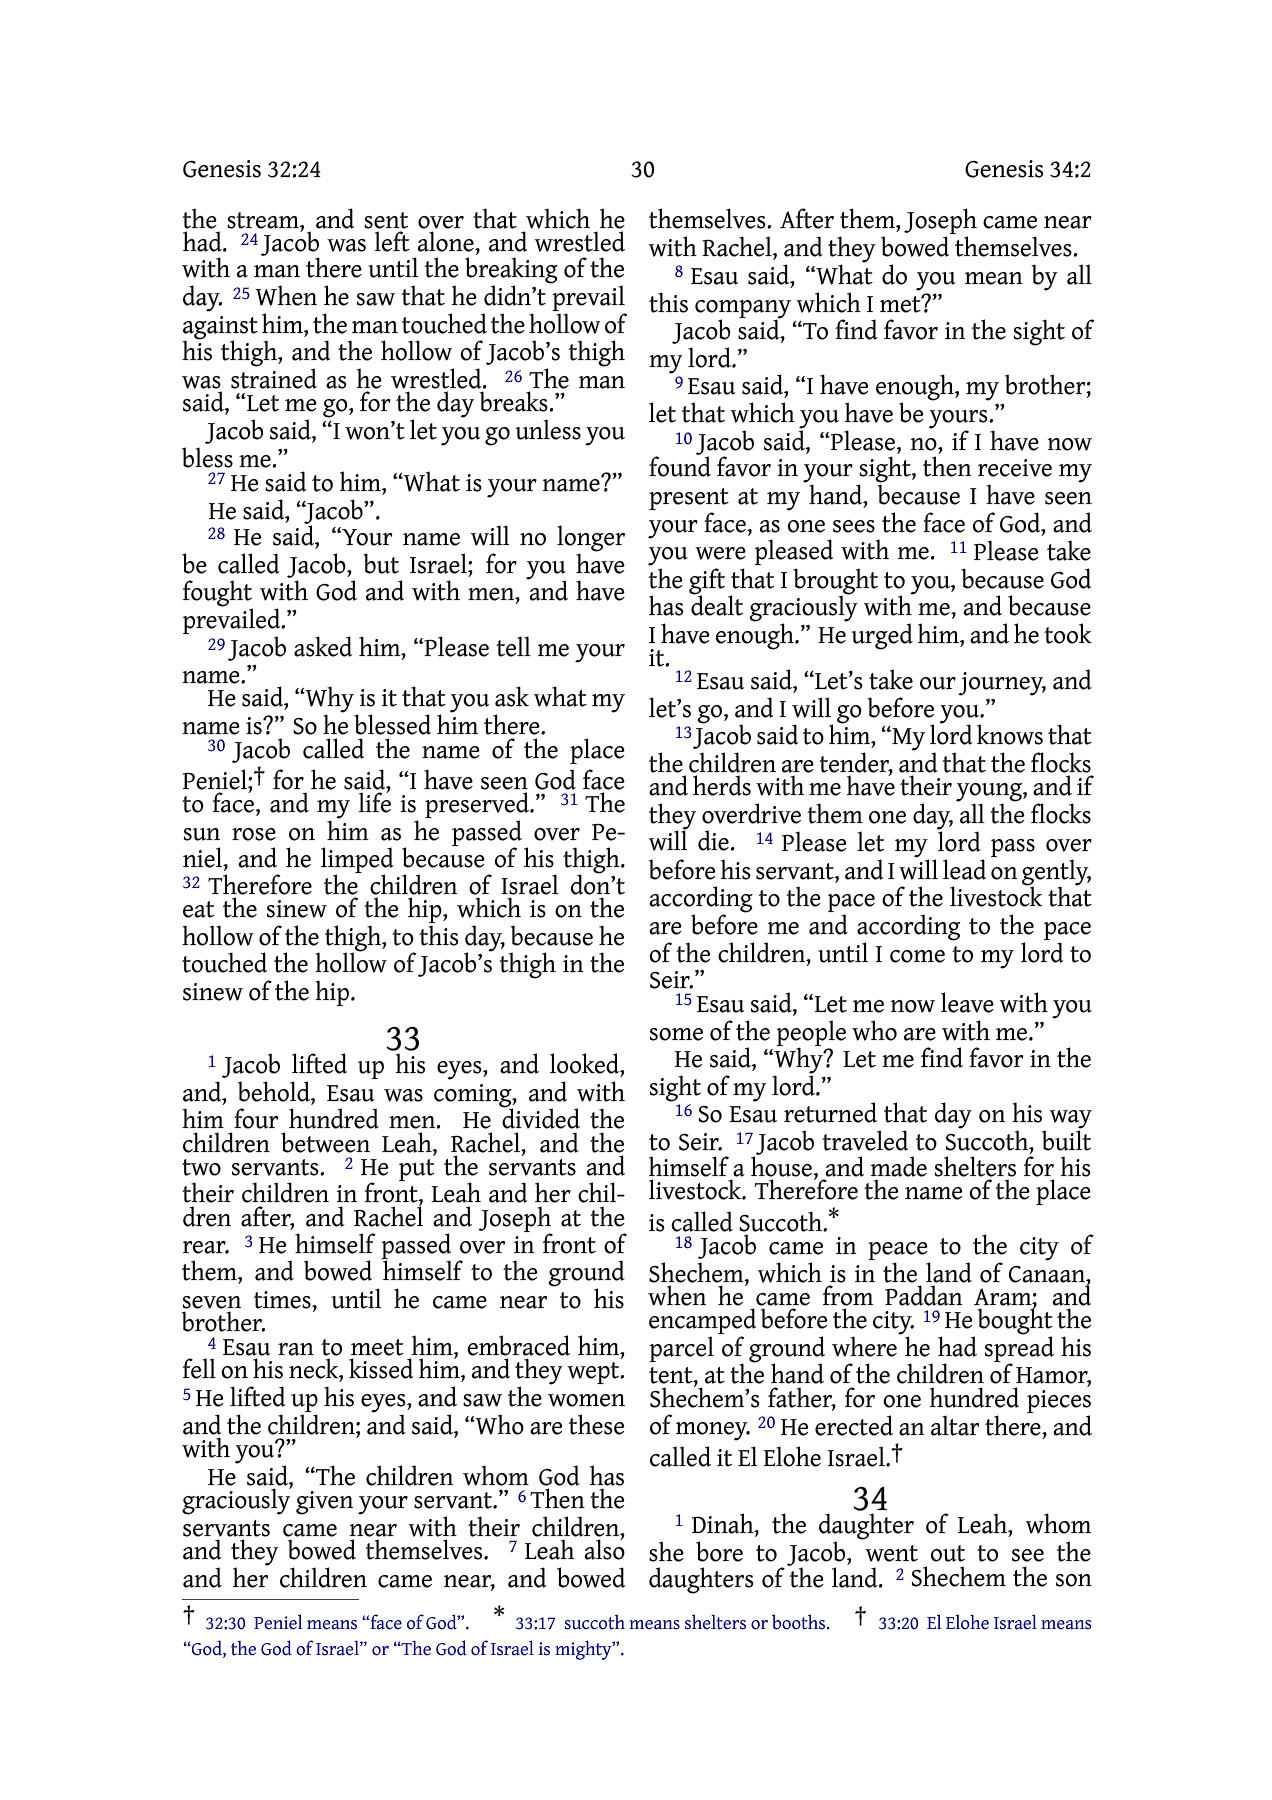 Genesis 32:24 30 Genesis 34:2
the stream, and sent over that which he
had. 24 Jacob was left alone, and wrestled
with a man there until the breaking of the
day. 25 When he saw that he didn’t prevail
against him, the man touched the hollow of
his thigh, and the hollow of Jacob’s thigh
was strained as he wrestled. 26 The man
said, “Let me go, for the day breaks.”
Jacob said, “I won’t let you go unless you
bless me.”
27 He said to him, “What is your name?”
He said, “Jacob”.
28 He said, “Your name will no longer
be called Jacob, but Israel; for you have
fought with God and with men, and have
prevailed.”
29 Jacob asked him, “Please tell me your
name.”
He said, “Why is it that you ask what my
name is?” So he blessed him there.
30 Jacob called the name of the place
Peniel;† for he said, “I have seen God face
to face, and my life is preserved.” 31 The
sun rose on him as he passed over Pe-
niel, and he limped because of his thigh.
32 Therefore the children of Israel don’t
eat the sinew of the hip, which is on the
hollow of the thigh, to this day, because he
touched the hollow of Jacob’s thigh in the
sinew of the hip.
33
1 Jacob lifted up his eyes, and looked,
and, behold, Esau was coming, and with
him four hundred men. He divided the
children between Leah, Rachel, and the
two servants. 2 He put the servants and
their children in front, Leah and her chil-
dren after, and Rachel and Joseph at the
rear. 3 He himself passed over in front of
them, and bowed himself to the ground
seven times, until he came near to his
brother.
4 Esau ran to meet him, embraced him,
fell on his neck, kissed him, and they wept.
5 He lifted up his eyes, and saw the women
and the children; and said, “Who are these
with you?”
He said, “The children whom God has
graciously given your servant.” 6 Then the
servants came near with their children,
and they bowed themselves. 7 Leah also
and her children came near, and bowed
themselves. After them, Joseph came near
with Rachel, and they bowed themselves.
8 Esau said, “What do you mean by all
this company which I met?”
Jacob said, “To find favor in the sight of
my lord.”
9 Esau said, “I have enough, my brother;
let that which you have be yours.”
10 Jacob said, “Please, no, if I have now
found favor in your sight, then receive my
present at my hand, because I have seen
your face, as one sees the face of God, and
you were pleased with me. 11 Please take
the gift that I brought to you, because God
has dealt graciously with me, and because
I have enough.” He urged him, and he took
it.
12 Esau said, “Let’s take our journey, and
let’s go, and I will go before you.”
13 Jacob said to him, “My lord knows that
the children are tender, and that the flocks
and herds with me have their young, and if
they overdrive them one day, all the flocks
will die. 14 Please let my lord pass over
before his servant, and I will lead on gently,
according to the pace of the livestock that
are before me and according to the pace
of the children, until I come to my lord to
Seir.”
15 Esau said, “Let me now leave with you
some of the people who are with me.”
He said, “Why? Let me find favor in the
sight of my lord.”
16 So Esau returned that day on his way
to Seir. 17 Jacob traveled to Succoth, built
himself a house, and made shelters for his
livestock. Therefore the name of the place
is called Succoth.*
18 Jacob came in peace to the city of
Shechem, which is in the land of Canaan,
when he came from Paddan Aram; and
encamped before the city. 19 He bought the
parcel of ground where he had spread his
tent, at the hand of the children of Hamor,
Shechem’s father, for one hundred pieces
of money. 20 He erected an altar there, and
called it El Elohe Israel.†
34
1 Dinah, the daughter of Leah, whom
she bore to Jacob, went out to see the
daughters of the land. 2 Shechem the son
† 32:30 Peniel means “face of God”. * 33:17 succoth means shelters or booths. † 33:20 El Elohe Israel means
“God, the God of Israel” or “The God of Israel is mighty”.